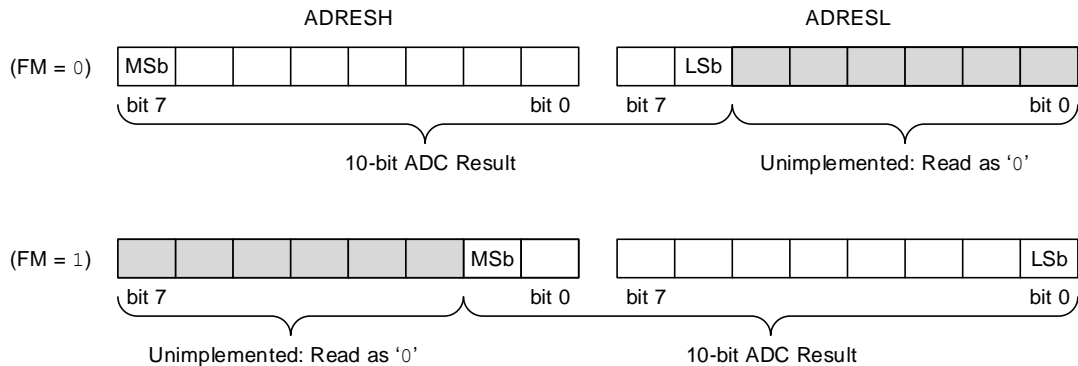 ADRESH ADRESL
(FM = 0) MSb LSb
bit 7 bit 0 bit 7 bit 0
10-bit ADC Result Unimplemented: Read as ‘0’
(FM = 1) MSb LSb
bit 7 bit 0 bit 7 bit 0
Unimplemented: Read as ‘0’ 10-bit ADC Result